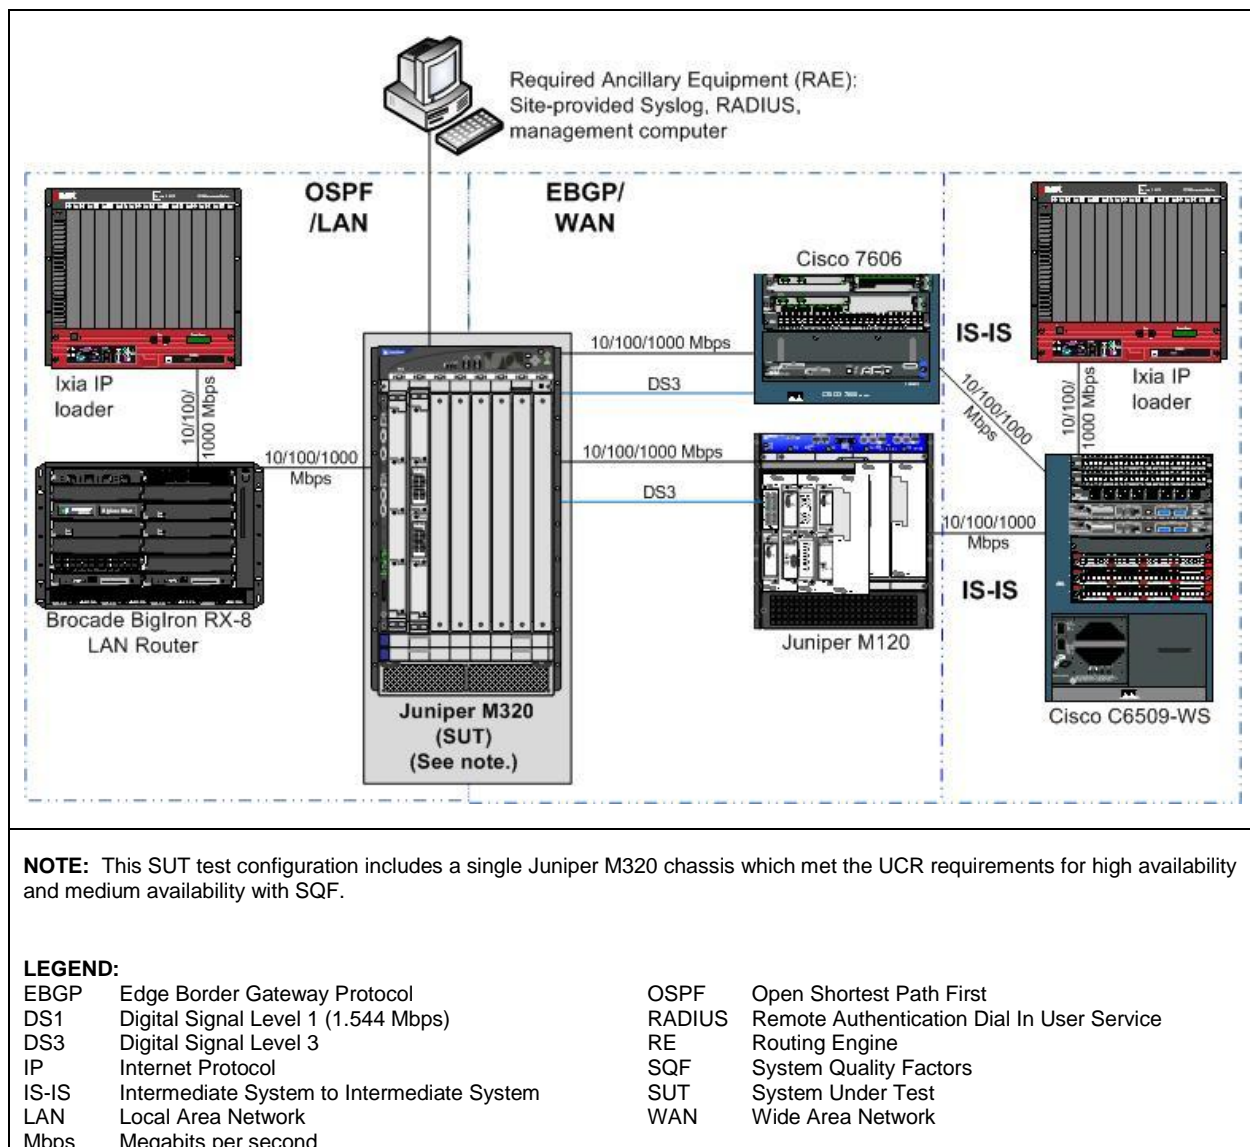 Required Ancillary Equipment (RAE):
Site-provided Syslog, RADIUS,
management computer
OSPF
/LAN
EBGP/
WAN
Cisco 7606
IS-IS
10/100/1000 Mbps
DS3
10/100/1000
Mbps
Ixia IP
loader
10/100/
1000 Mbps
Ixia IP
loader
10/100/
1000 Mbps
10/100/1000
Mbps
10/100/1000 Mbps
DS3
10/100/1000
Mbps
IS-IS
Brocade BigIron RX-8
LAN Router
Juniper M120
Cisco C6509-WS
Juniper M320
(SUT)
(See note.)
NOTE: This SUT test configuration includes a single Juniper M320 chassis which met the UCR requirements for high availability
and medium availability with SQF.
LEGEND:
EBGP Edge Border Gateway Protocol
DS1 Digital Signal Level 1 (1.544 Mbps)
DS3 Digital Signal Level 3
IP Internet Protocol
IS-IS Intermediate System to Intermediate System
LAN Local Area Network
Mbps Megabits per second
OSPF Open Shortest Path First
RADIUS Remote Authentication Dial In User Service
RE Routing Engine
SQF System Quality Factors
SUT System Under Test
WAN Wide Area Network